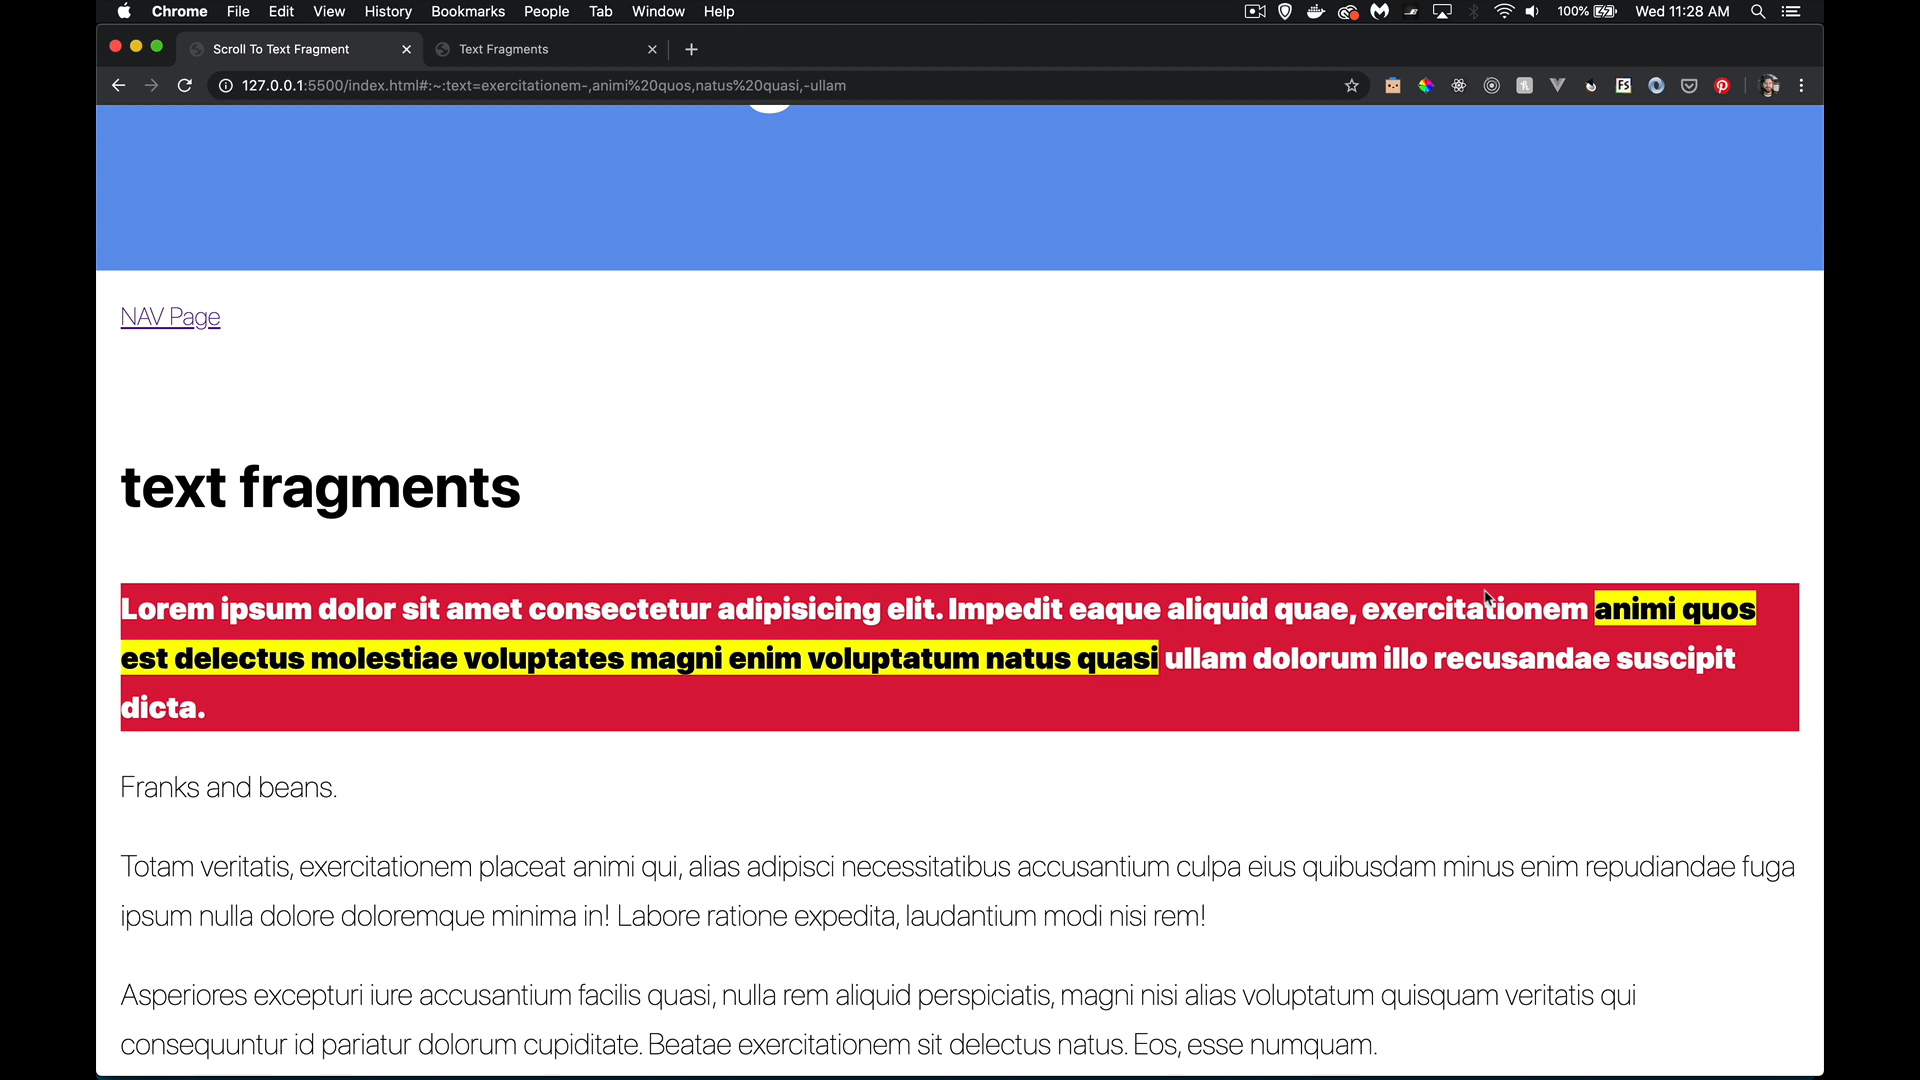 Chrome File Edit View History Bookmarks People Tab Window Help 100% Wed 11:28 AM
Scroll To Text Fragment Text Fragments
127.0.0.1:5500/index.html#:~:text=exercitationem-,animi%20quos,natus%20quasi,-ullam
NAV Page
text fragments
Lorem ipsum dolor sit amet consectetur adipisicing elit. Impedit eaque aliquid quae, exercitationem animi quos
est delectus molestiae voluptates magni enim voluptatum natus quasi ullam dolorum illo recusandae suscipit
dicta.
Franks and beans.
Totam veritatis, exercitationem placeat animi qui, alias adipisci necessitatibus accusantium culpa eius quibusdam minus enim repudiandae fuga
ipsum nulla dolore doloremque minima in! Labore ratione expedita, laudantium modi nisi rem!
Asperiores excepturi iure accusantium facilis quasi, nulla rem aliquid perspiciatis, magni nisi alias voluptatum quisquam veritatis qui
consequuntur id pariatur dolorum cupiditate. Beatae exercitationem sit delectus natus. Eos, esse numquam.